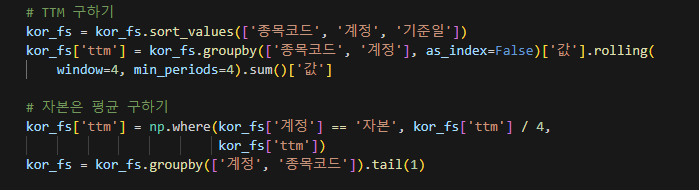 # TTM 구하기
kor_fs = kor_fs.sort_values(['종목코드', '계정', '기준일'])
kor_fs['ttm'] = kor_fs.groupby(['종목코드', '계정'], as_index=False)['값'].rolling(
    window=4, min_periods=4).sum()['값']

# 자본은 평균 구하기
kor_fs['ttm'] = np.where(kor_fs['계정'] == '자본', kor_fs['ttm'] / 4,
                         kor_fs['ttm'])
kor_fs = kor_fs.groupby(['계정', '종목코드']).tail(1)